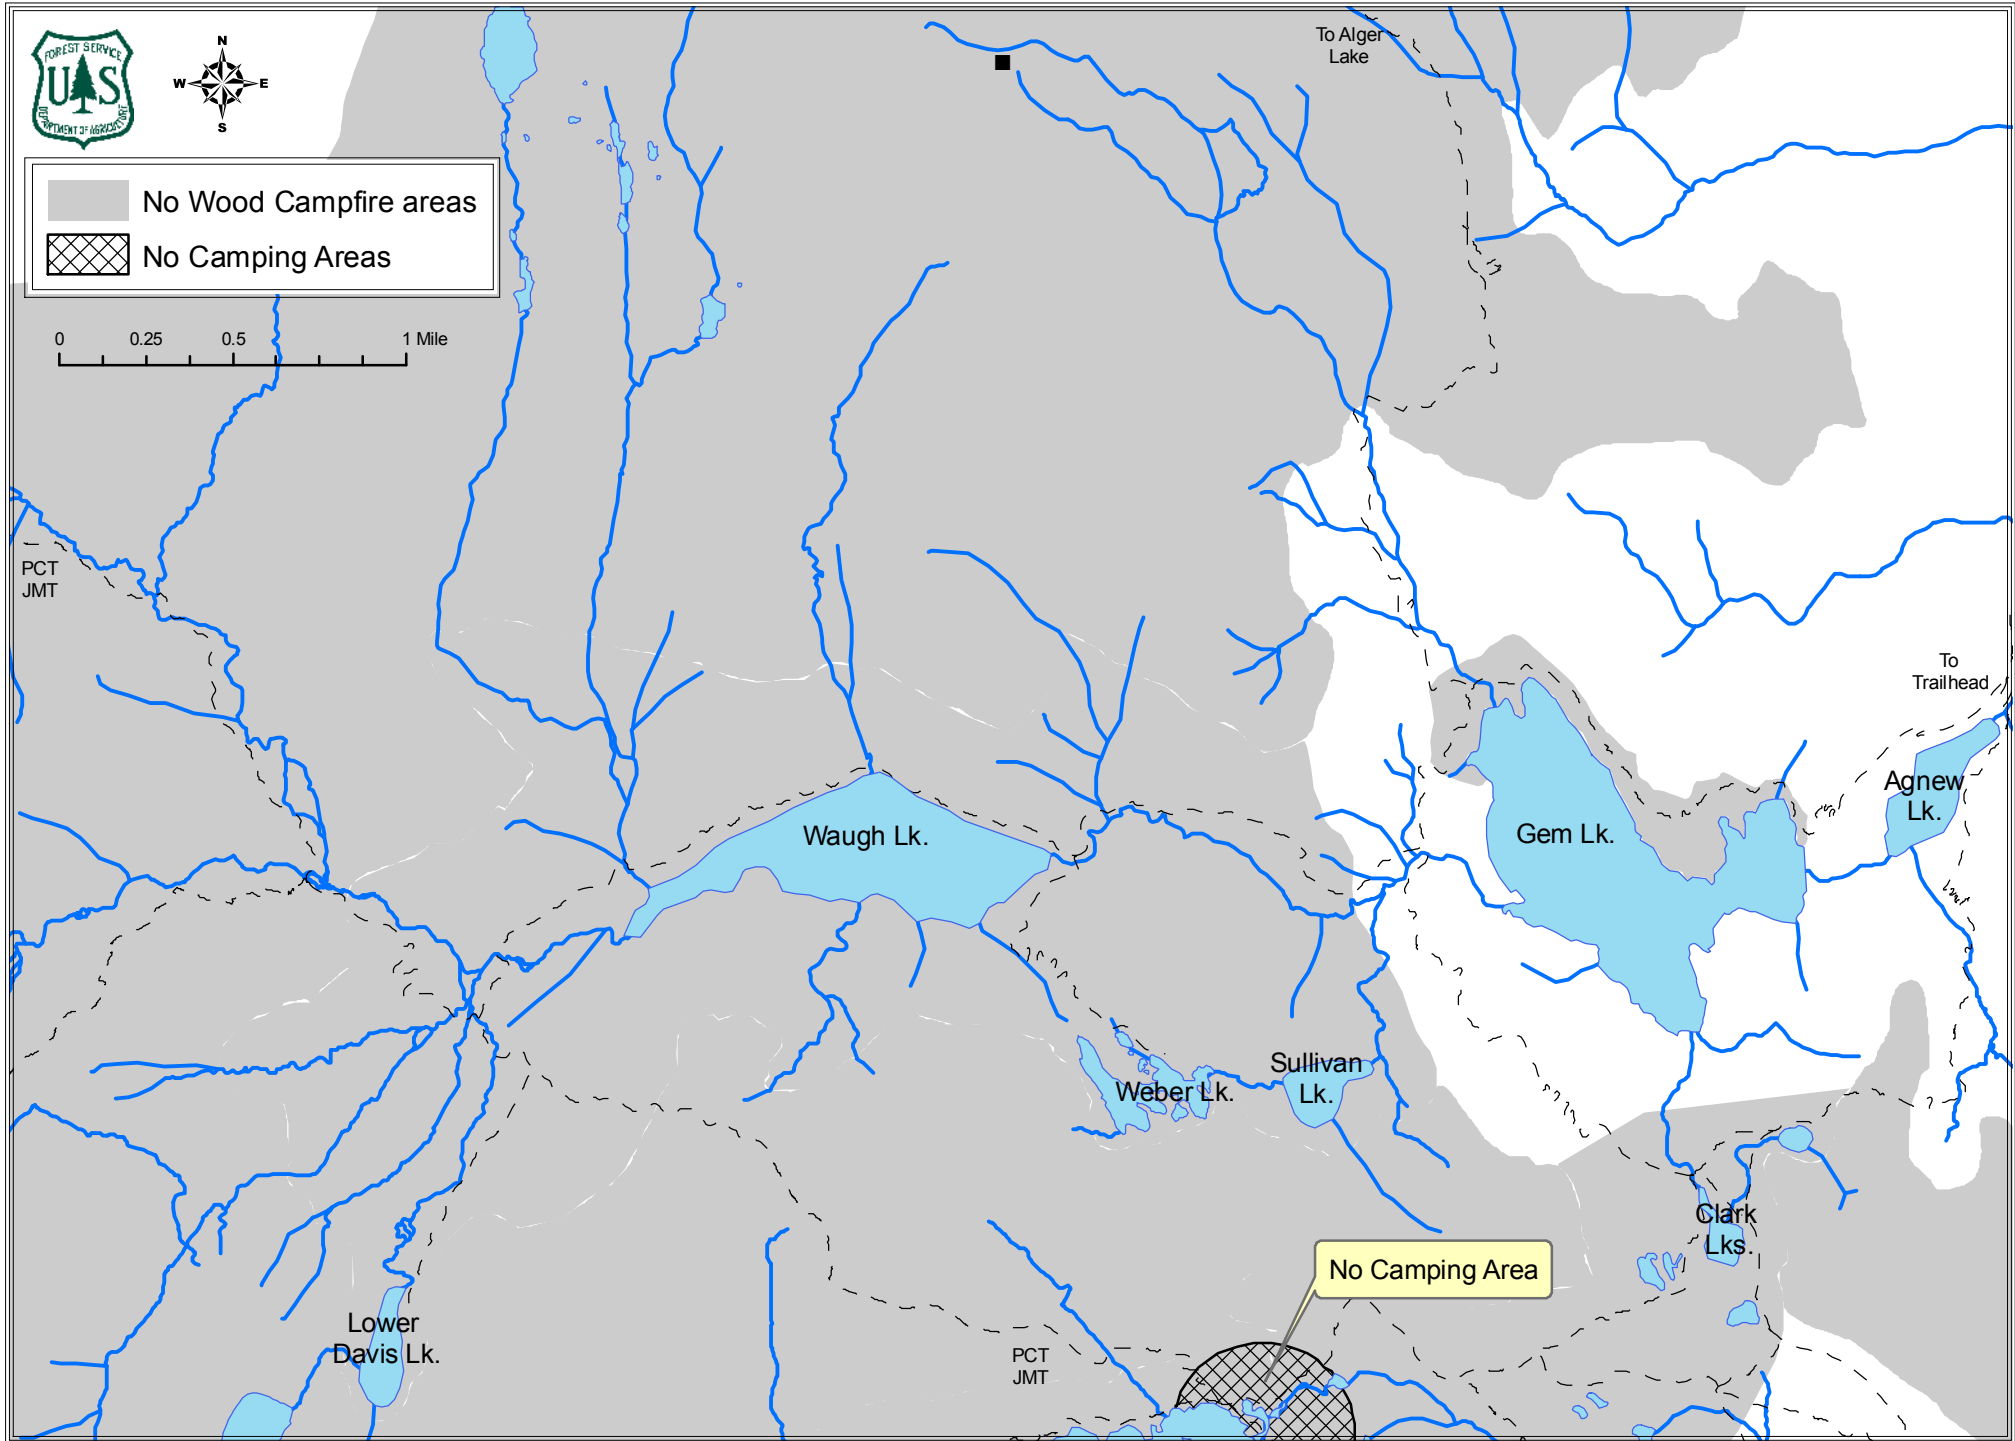 FOREST SERVICE
U S
DEPARTMENT OF AGRICULTURE
N
W E
S
No Wood Campfire areas
No Camping Areas
0 0.25 0.5 1 Mile
To Alger
Lake
PCT
JMT
To
Trailhead
Agnew
Lk.
Waugh Lk.
Gem Lk.
Sullivan
Lk.
Weber Lk.
Clark
Lks.
No Camping Area
Lower
Davis Lk.
PCT
JMT